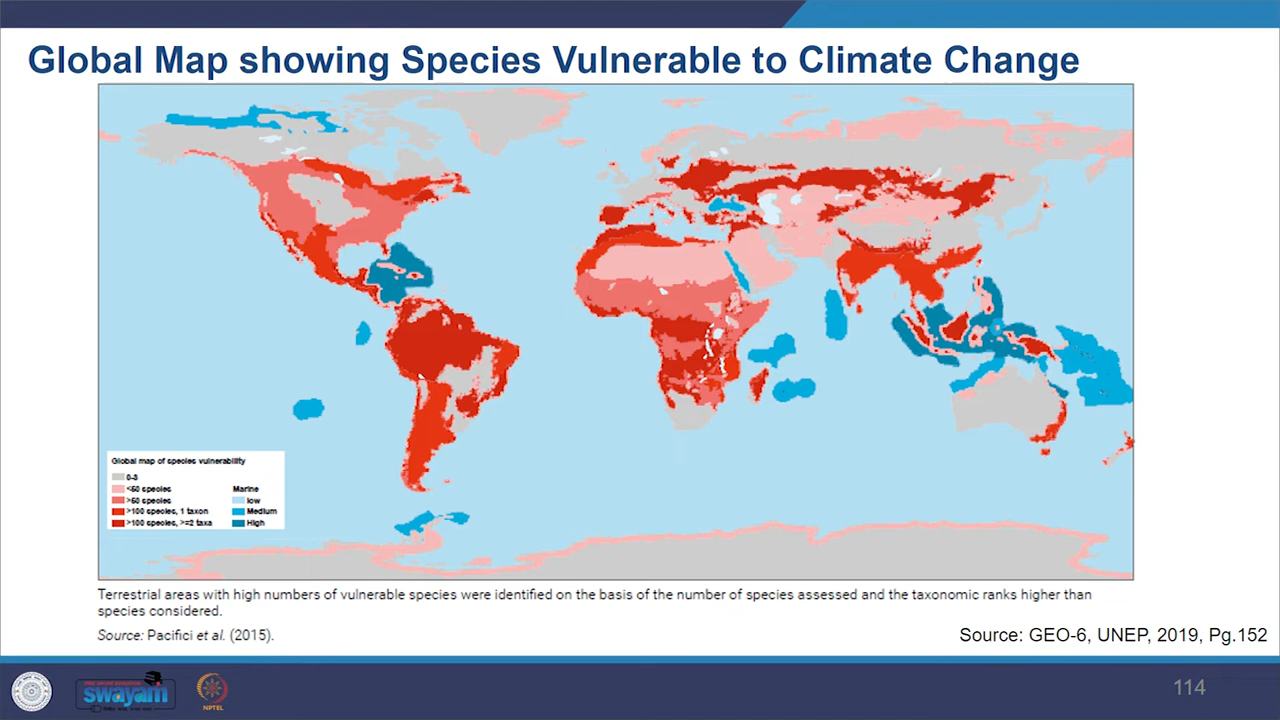 Global Map showing Species Vulnerable to Climate Change
Global map of species vulnerability
0-3
<50 species
>50 species
>100 species, 1 taxon
>100 species, >=2 taxa
Marine
low
Medium
High
Terrestrial areas with high numbers of vulnerable species were identified on the basis of the number of species assessed and the taxonomic ranks higher than
species considered.
Source: Pacifici et al. (2015).
Source: GEO-6, UNEP, 2019, Pg.152
swayam
NPTEL
114